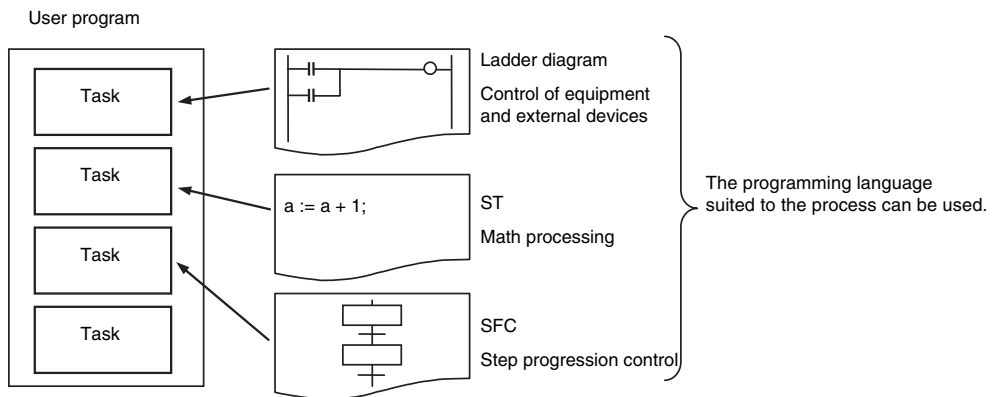 User program
Task
Task
Task
Task
Ladder diagram
Control of equipment
and external devices
a := a + 1;
ST
Math processing
SFC
Step progression control
The programming language
suited to the process can be used.